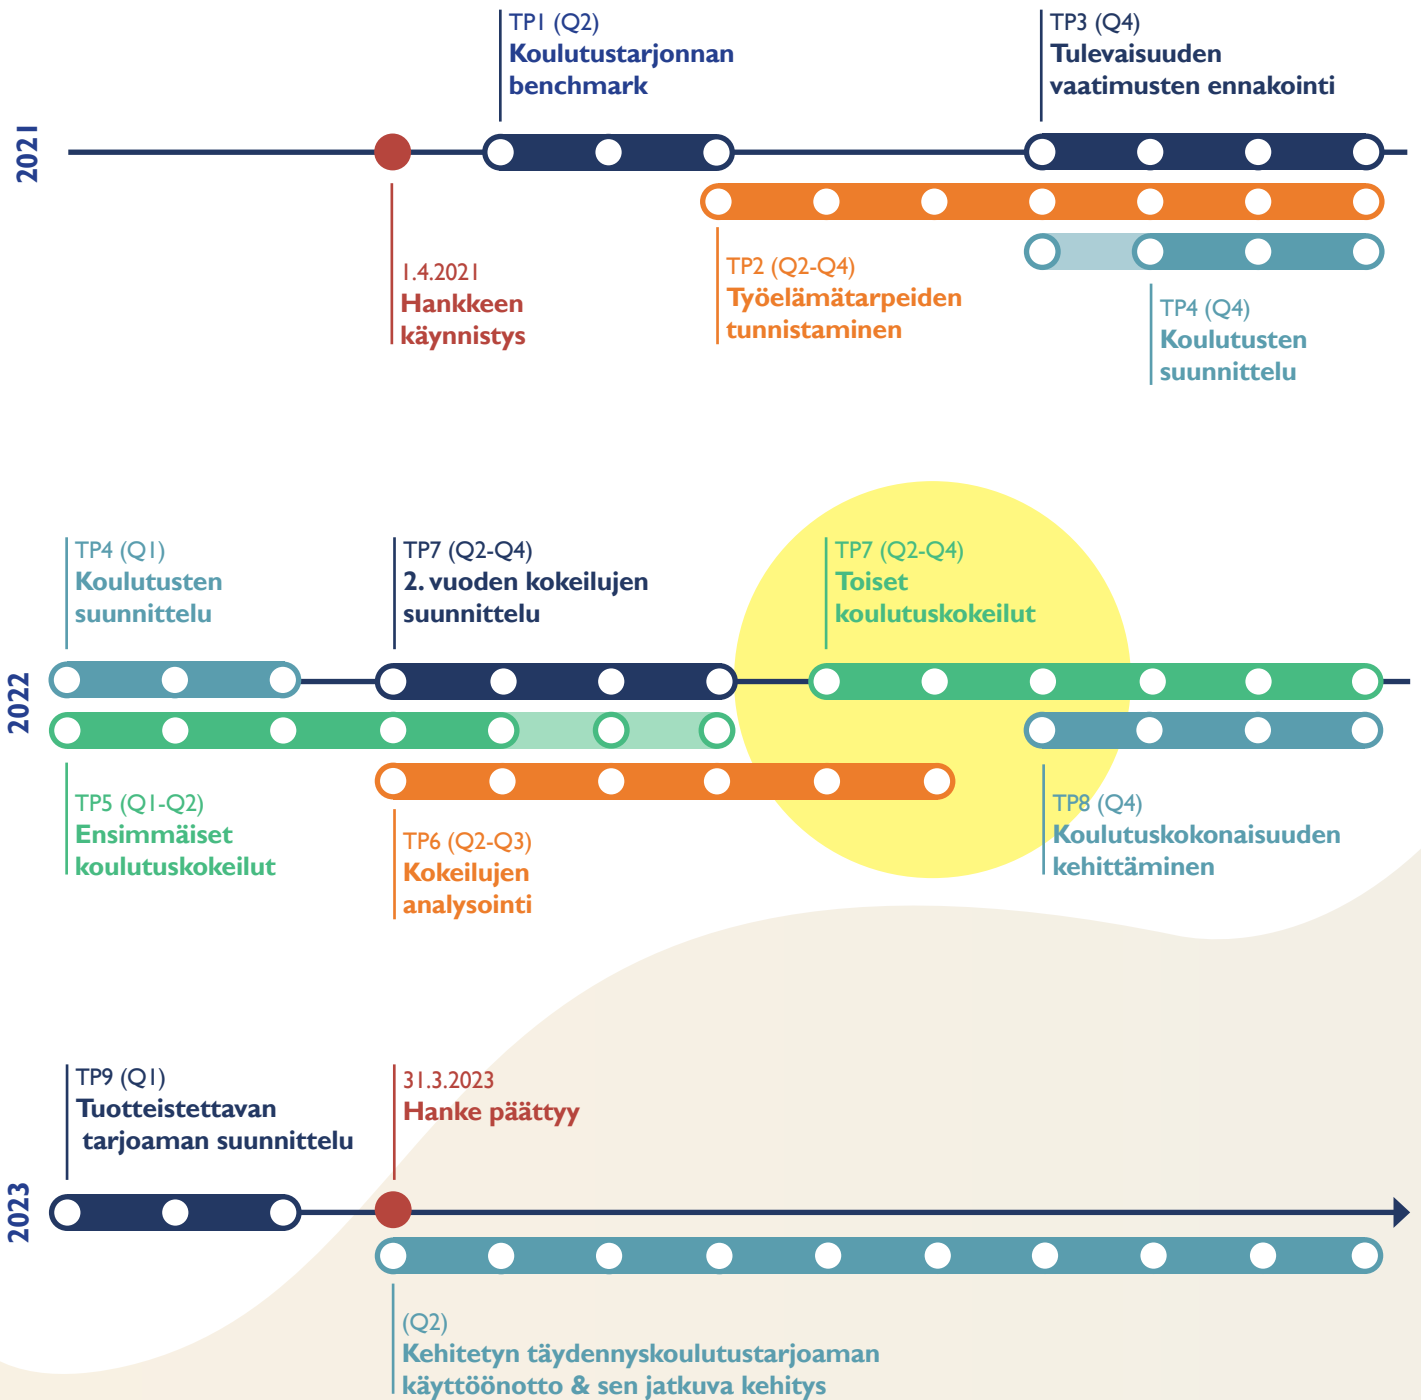 2021
TP1 (Q2)
Koulutustarjonnan
benchmark
TP3 (Q4)
Tulevaisuuden
vaatimusten ennakointi
1.4.2021
Hankkeen
käynnistys
TP2 (Q2-Q4)
Työelämätarpeiden
tunnistaminen
TP4 (Q4)
Koulutusten
suunnittelu
2022
TP4 (Q1)
Koulutusten
suunnittelu
TP7 (Q2-Q4)
2. vuoden kokeilujen
suunnittelu
TP7 (Q2-Q4)
Toiset
koulutuskokeilut
TP5 (Q1-Q2)
Ensimmäiset
koulutuskokeilut
TP6 (Q2-Q3)
Kokeilujen
analysointi
TP8 (Q4)
Koulutuskokonaisuuden
kehittäminen
2023
TP9 (Q1)
Tuotteistettavan
tarjoaman suunnittelu
31.3.2023
Hanke päättyy
(Q2)
Kehitetyn täydennyskoulutustarjoaman
käyttöönotto & sen jatkuva kehitys